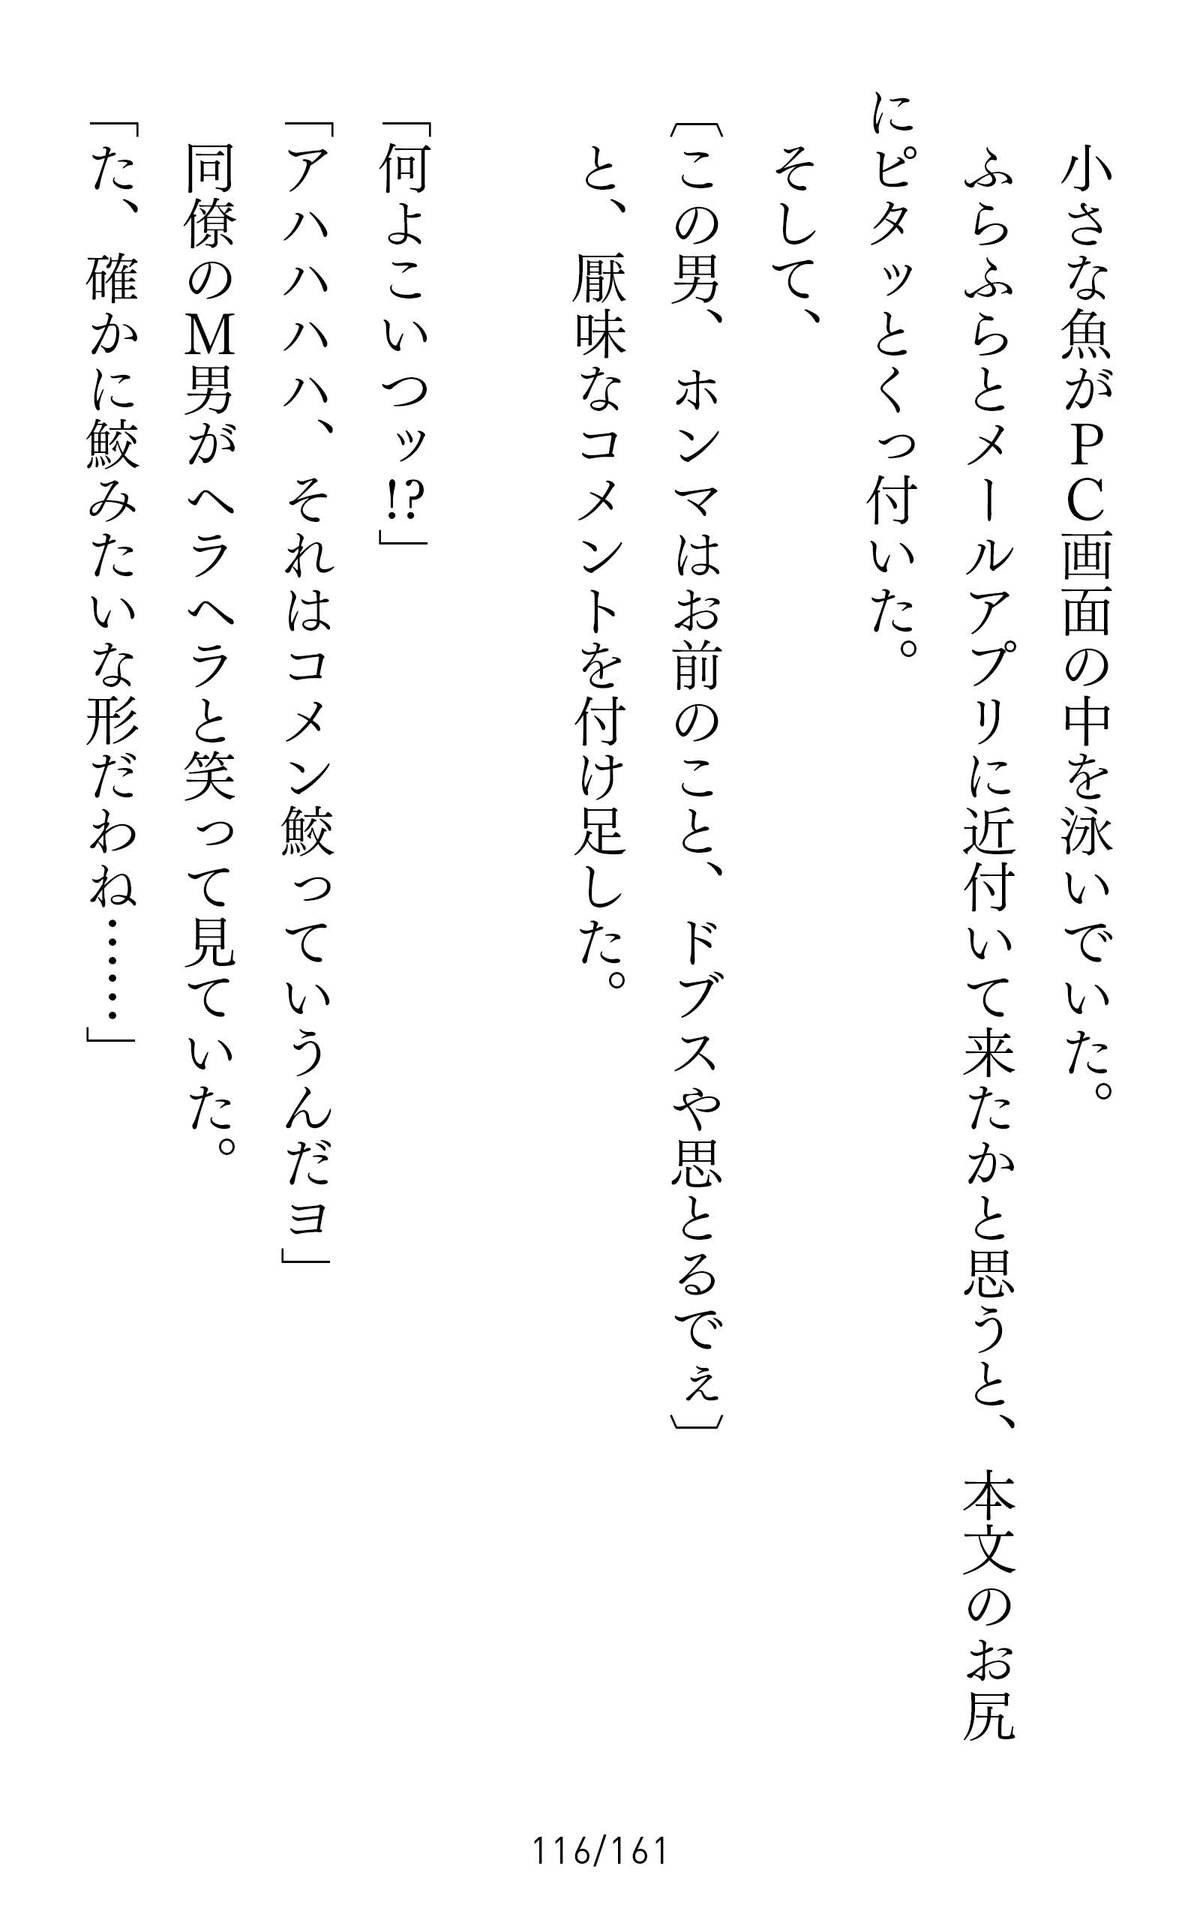 小さな魚がＰＣ画面の中を泳いでいた。
ふらふらとメールアプリに近付いて来たかと思うと、本文のお尻
にピタッとくっ付いた。
そして、
〔この男、ホンマはお前のこと、ドブスや思とるでぇ〕
と、厭味なコメントを付け足した。
「何よこいつッ!?」
「アハハハハ、それはコメン鮫っていうんだヨ」
同僚のＭ男がヘラヘラと笑って見ていた。
「た、確かに鮫みたいな形だわね……」
116/161